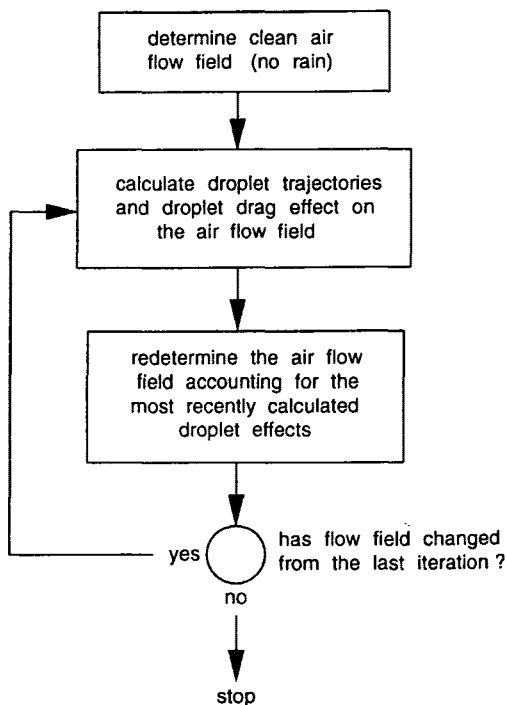 determine clean air
flow field (no rain)
calculate droplet trajectories
and droplet drag effect on
the air flow field
redetermine the air flow
field accounting for the
most recently calculated
droplet effects
has flow field changed
from the last iteration ?
yes
no
stop